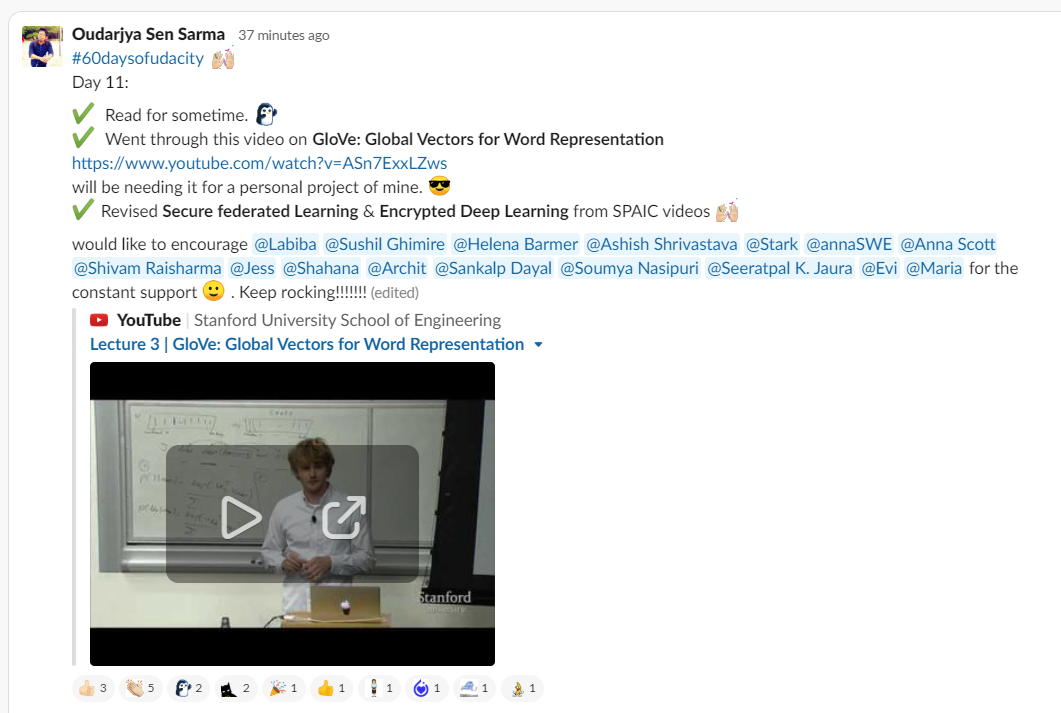 Oudarjya Sen Sarma 37 minutes ago
#60daysofudacity
Day 11:
Read for sometime.
Went through this video on GloVe: Global Vectors for Word Representation
https://www.youtube.com/watch?v=ASn7ExxLZws
will be needing it for a personal project of mine.
Revised Secure federated Learning & Encrypted Deep Learning from SPAIC videos
would like to encourage @Labiba @Sushil Ghimire @Helena Barmer @Ashish Shrivastava @Stark @annaSWE @Anna Scott
@Shivam Raisharma @Jess @Shahana @Archit @Sankalp Dayal @Soumya Nasipuri @Seeratpal K. Jaura @Evi @Maria for the
constant support . Keep rocking!!!!!!! (edited)
YouTube | Stanford University School of Engineering
Lecture 3 | GloVe: Global Vectors for Word Representation
Stanford
3 5 2 2 1 1 1 1 1 1